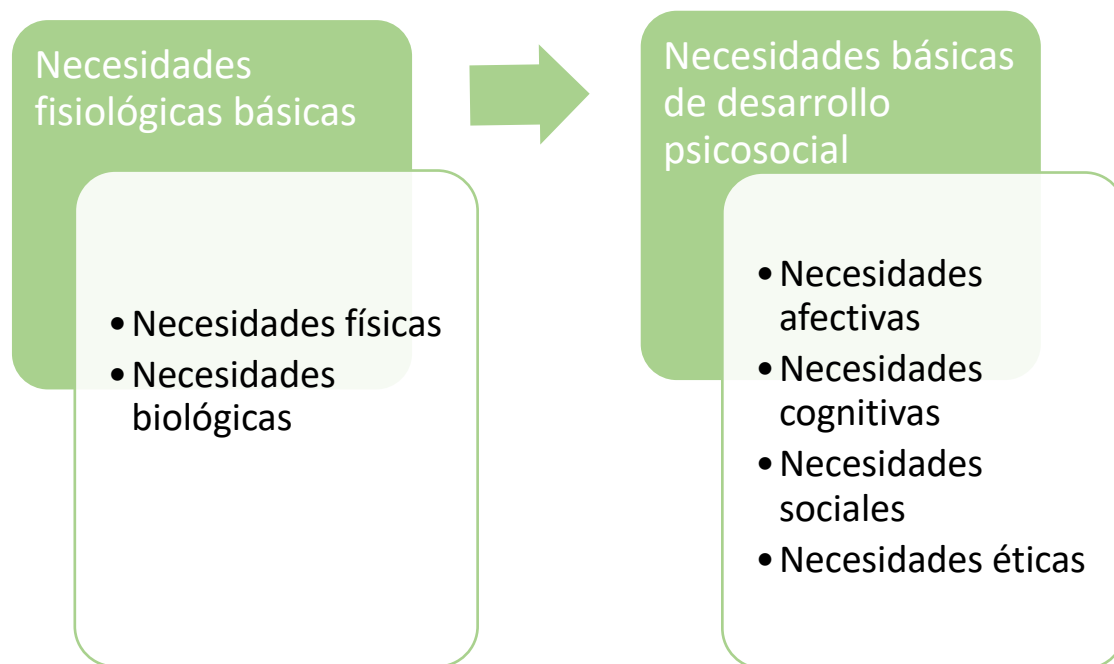 Necesidades
fisiológicas básicas
• Necesidades físicas
• Necesidades
biológicas
Necesidades básicas
de desarrollo
psicosocial
• Necesidades
afectivas
• Necesidades
cognitivas
• Necesidades
sociales
• Necesidades éticas